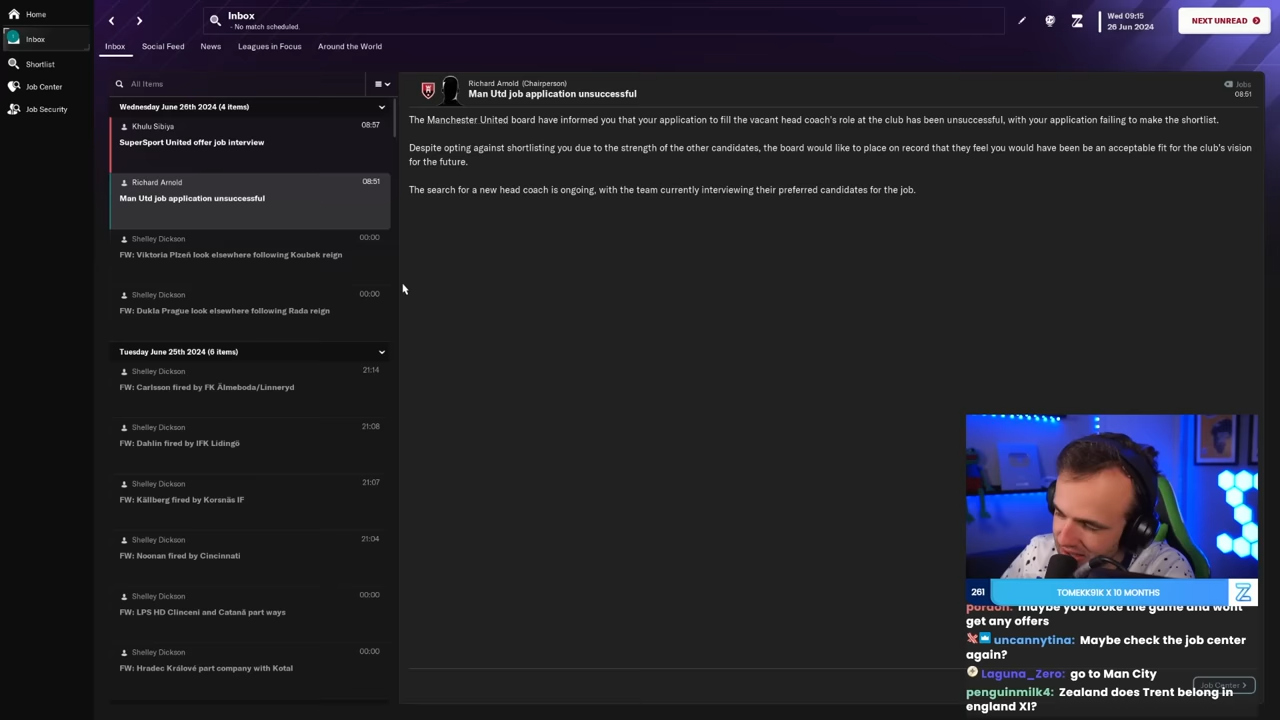 Home
Inbox
Shortlist
Job Center
Job Security
Inbox
- No match scheduled.
Wed 09:15
26 Jun 2024
NEXT UNREAD
Inbox
Social Feed
News
Leagues in Focus
Around the World
All Items
Wednesday June 26th 2024 (4 items)
Khulu Sibiya
08:57
SuperSport United offer job interview
Richard Arnold
08:51
Man Utd job application unsuccessful
Shelley Dickson
00:00
FW: Viktoria Plzeň look elsewhere following Koubek reign
Shelley Dickson
00:00
FW: Dukla Prague look elsewhere following Rada reign
Tuesday June 25th 2024 (6 items)
Shelley Dickson
21:14
FW: Carlsson fired by FK Älmeboda/Linneryd
Shelley Dickson
21:08
FW: Dahlin fired by IFK Lidingö
Shelley Dickson
21:07
FW: Källberg fired by Korsnäs IF
Shelley Dickson
21:04
FW: Noonan fired by Cincinnati
Shelley Dickson
00:00
FW: LPS HD Clinceni and Catană part ways
Shelley Dickson
00:00
FW: Hradec Králové part company with Kotal
Richard Arnold (Chairperson)
Man Utd job application unsuccessful
Jobs
08:51
The Manchester United board have informed you that your application to fill the vacant head coach's role at the club has been unsuccessful, with your application failing to make the shortlist.
Despite opting against shortlisting you due to the strength of the other candidates, the board would like to place on record that they feel you would have been be an acceptable fit for the club's vision
for the future.
The search for a new head coach is ongoing, with the team currently interviewing their preferred candidates for the job.
261
TOMEKK91K X 10 MONTHS
Z
pordon: maybe you broke the game and wont
get any offers
uncannytina: Maybe check the job center
again?
Laguna_Zero: go to Man City
penguinmilk4: Zealand does Trent belong in
england XI?
Job Center